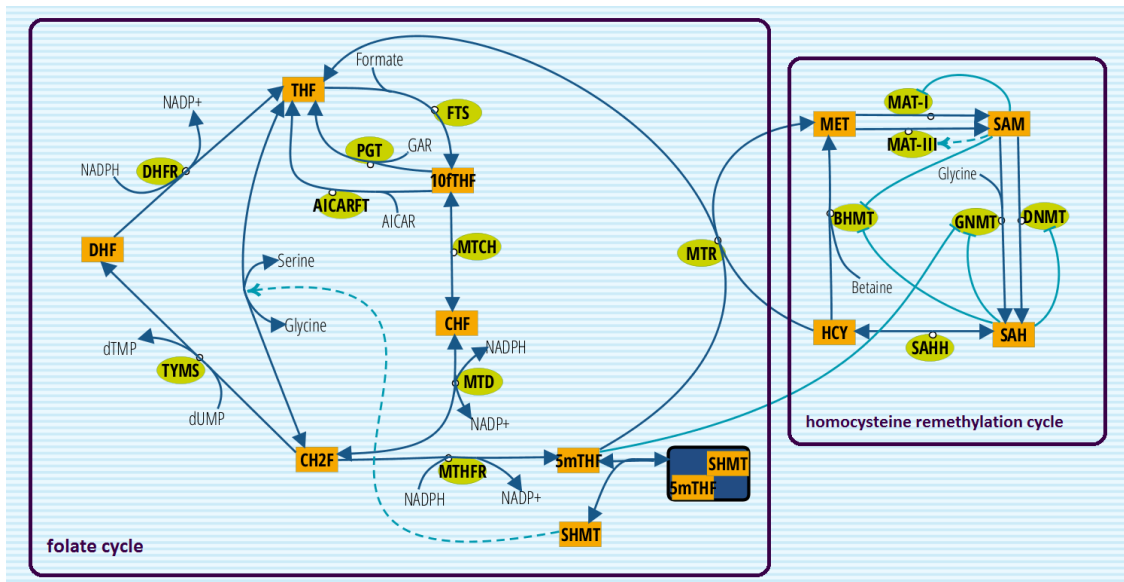 Formate
THF
NADP+
FTS
MAT-I
MET
SAM
MAT-III
PGT
GAR
NADPH
DHFR
10fTHF
Glycine
AICARFT
AICAR
BHMT
GNMT
DNMT
DHF
MTCH
MTR
Serine
Betaine
Glycine
CHF
HCY
SAH
dTMP
NADPH
SAHH
TYMS
MTD
dUMP
NADP+
homocysteine remethylation cycle
CH2F
MTHFR
5mTHF
SHMT
5mTHF
NADPH
NADP+
SHMT
folate cycle